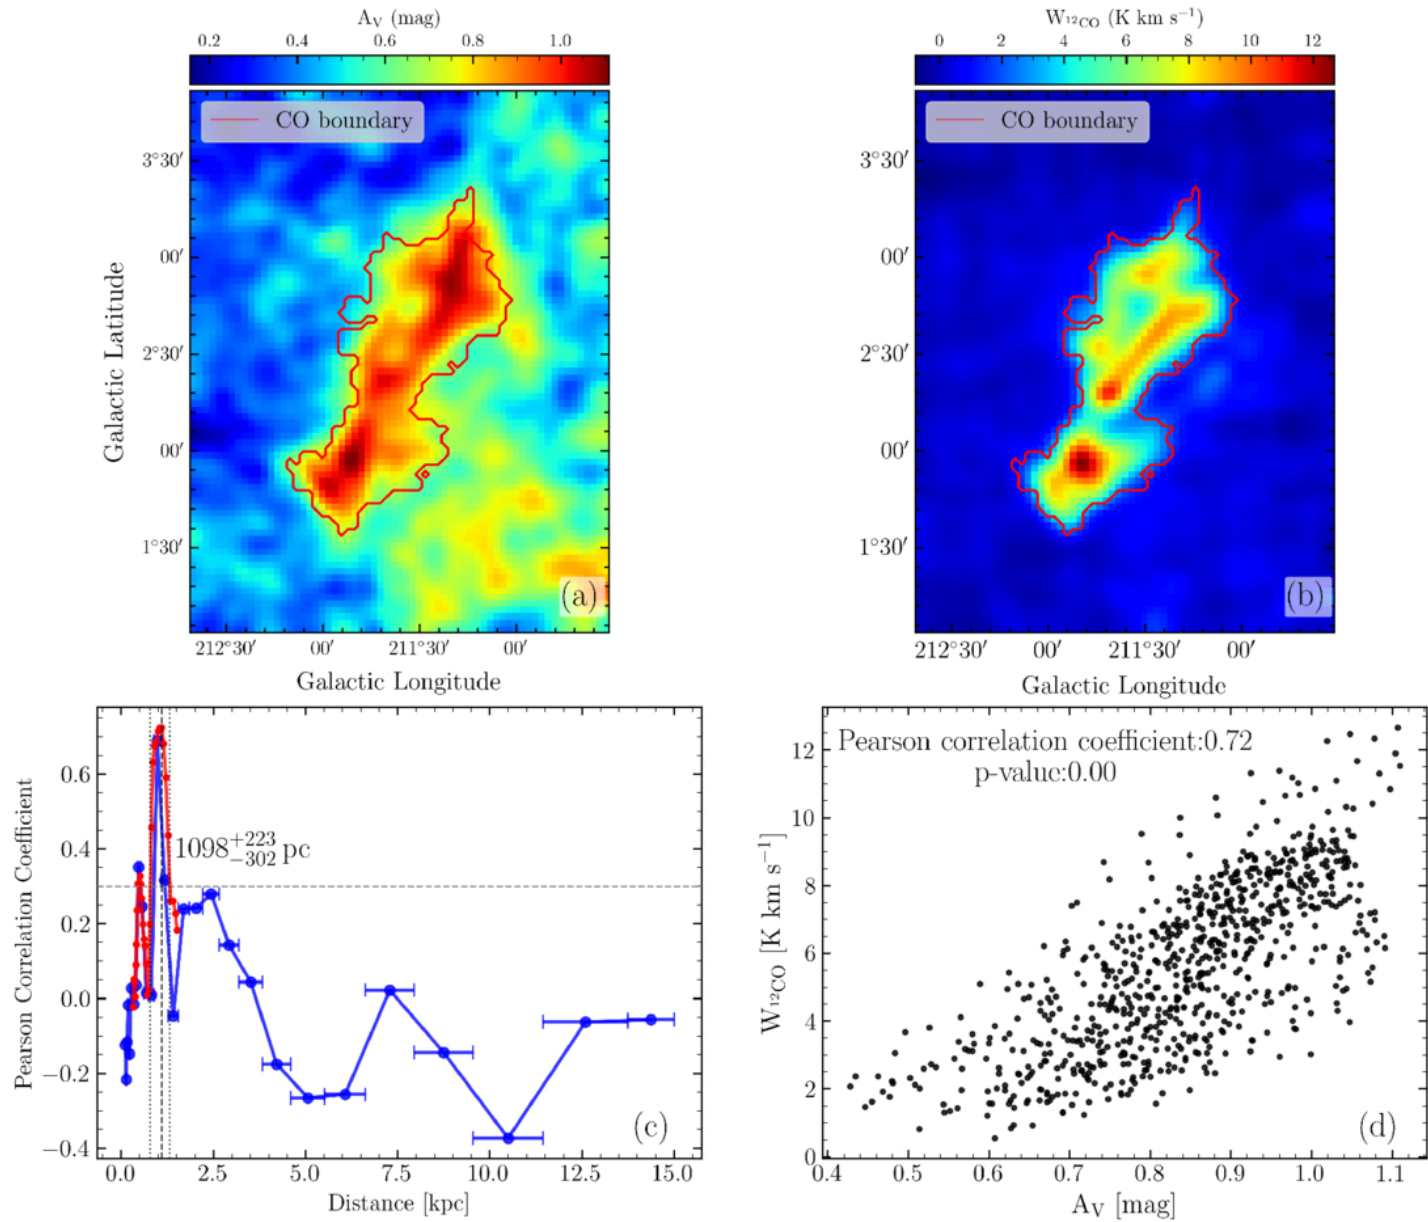 A_V (mag)
0.2 0.4 0.6 0.8 1.0
CO boundary
3°30′
00′
2°30′
00′
1°30′
Galactic Latitude
(a)
212°30′ 00′ 211°30′ 00′
Galactic Longitude
W_¹²CO (K km s⁻¹)
0 2 4 6 8 10 12
CO boundary
3°30′
00′
2°30′
00′
1°30′
(b)
212°30′ 00′ 211°30′ 00′
Galactic Longitude
Pearson Correlation Coefficient
0.6
0.4
0.2
0.0
−0.2
−0.4
1098⁺²²³₋₃₀₂ pc
(c)
0.0 2.5 5.0 7.5 10.0 12.5 15.0
Distance [kpc]
W_¹²CO [K km s⁻¹]
12
10
8
6
4
2
0
Pearson correlation coefficient:0.72
p-value:0.00
(d)
0.4 0.5 0.6 0.7 0.8 0.9 1.0 1.1
A_V [mag]